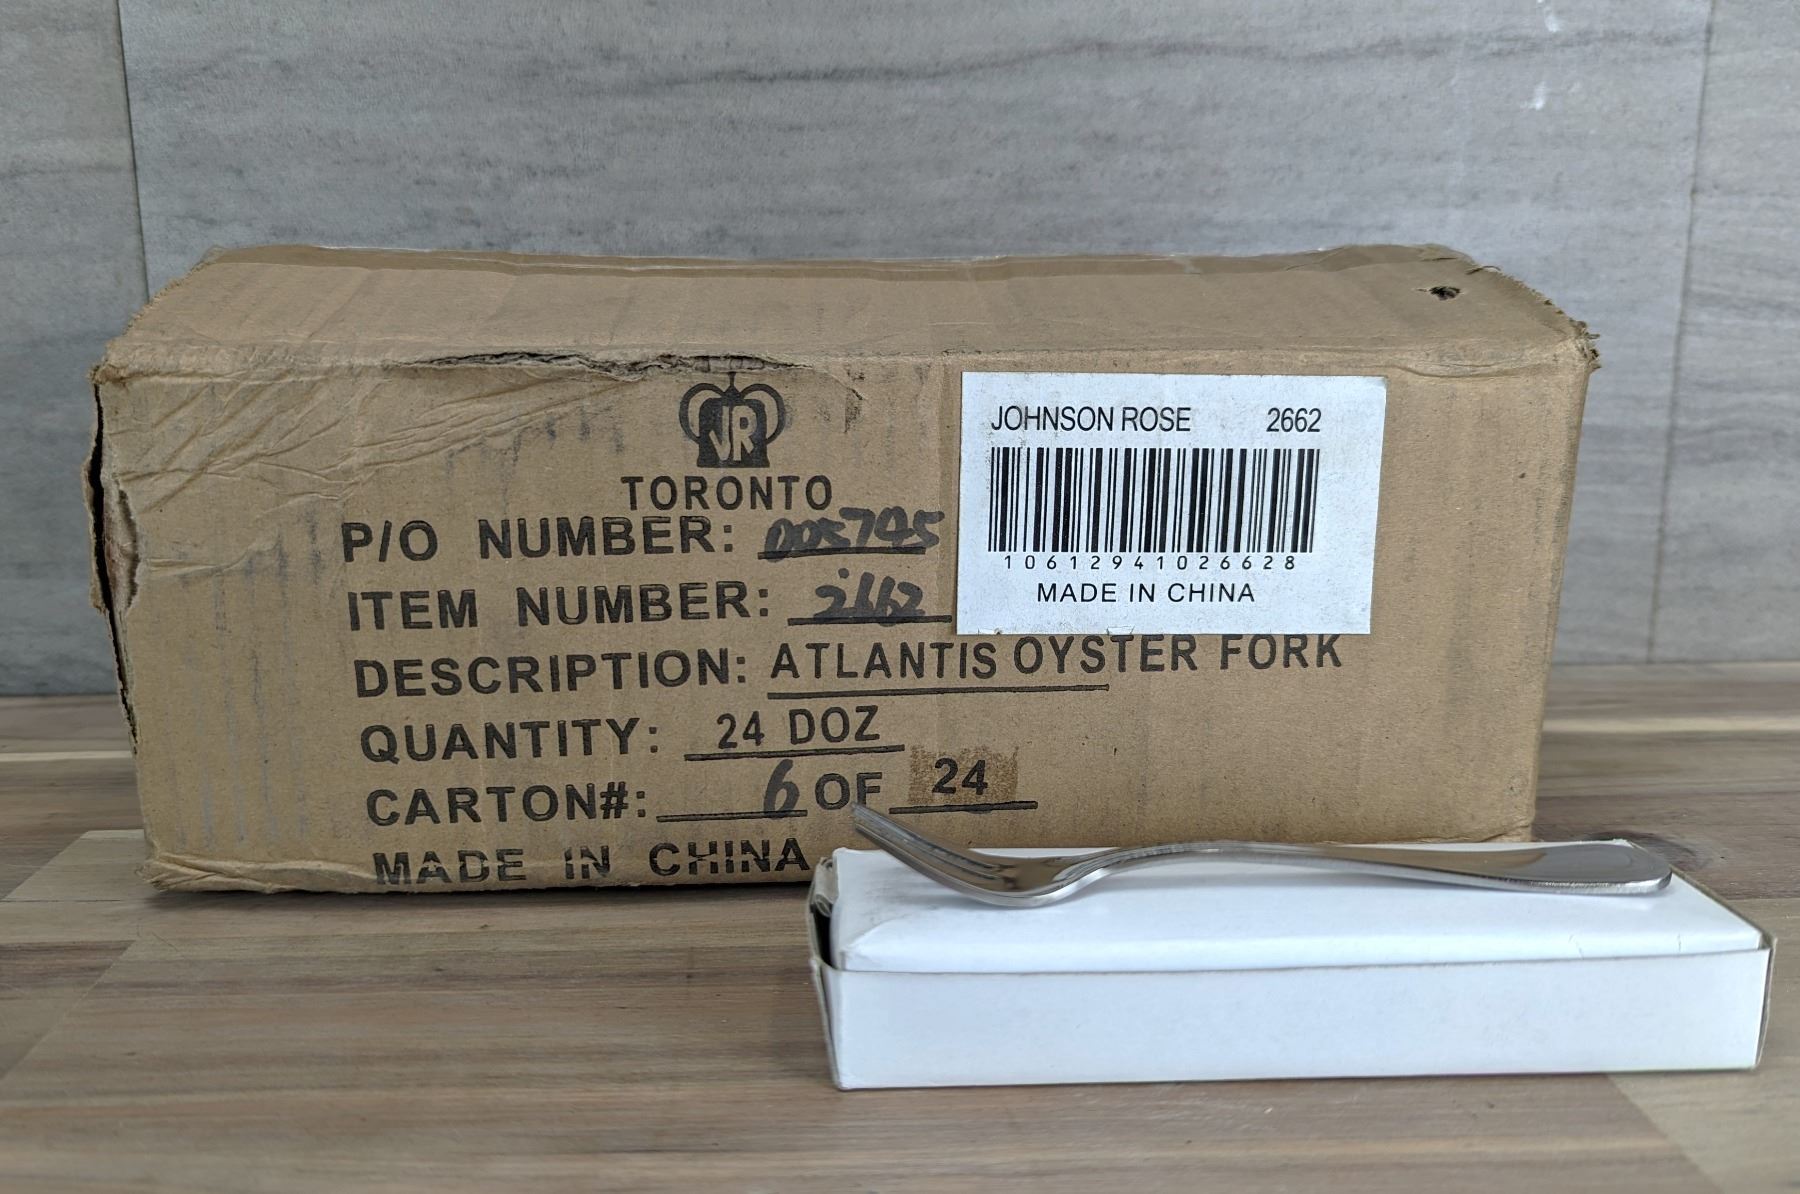 JR
TORONTO
P/O NUMBER: 005745
ITEM NUMBER: 2662
DESCRIPTION: ATLANTIS OYSTER FORK
QUANTITY: 24 DOZ
CARTON#: 6 OF 24
MADE IN CHINA
JOHNSON ROSE 2662
10612941026628
MADE IN CHINA